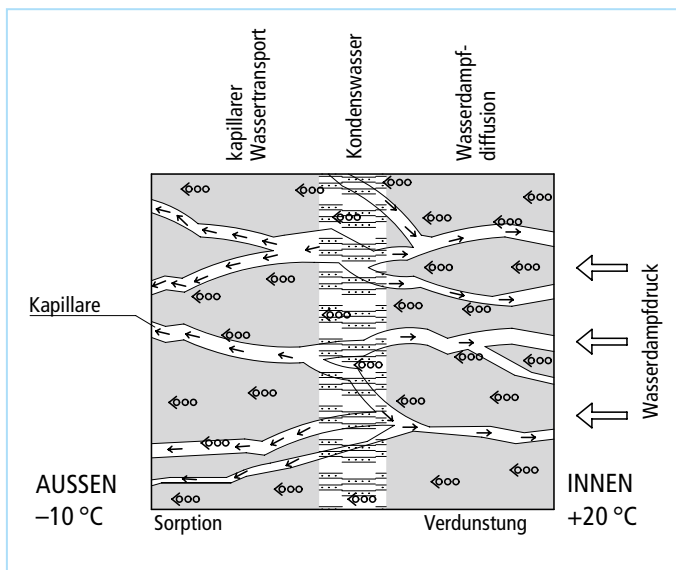 kapillarer
Wassertransport
Kondenswasser
Wasserdampf-
diffusion
Kapillare
Wasserdampfdruck
AUSSEN
–10 °C
INNEN
+20 °C
Sorption
Verdunstung